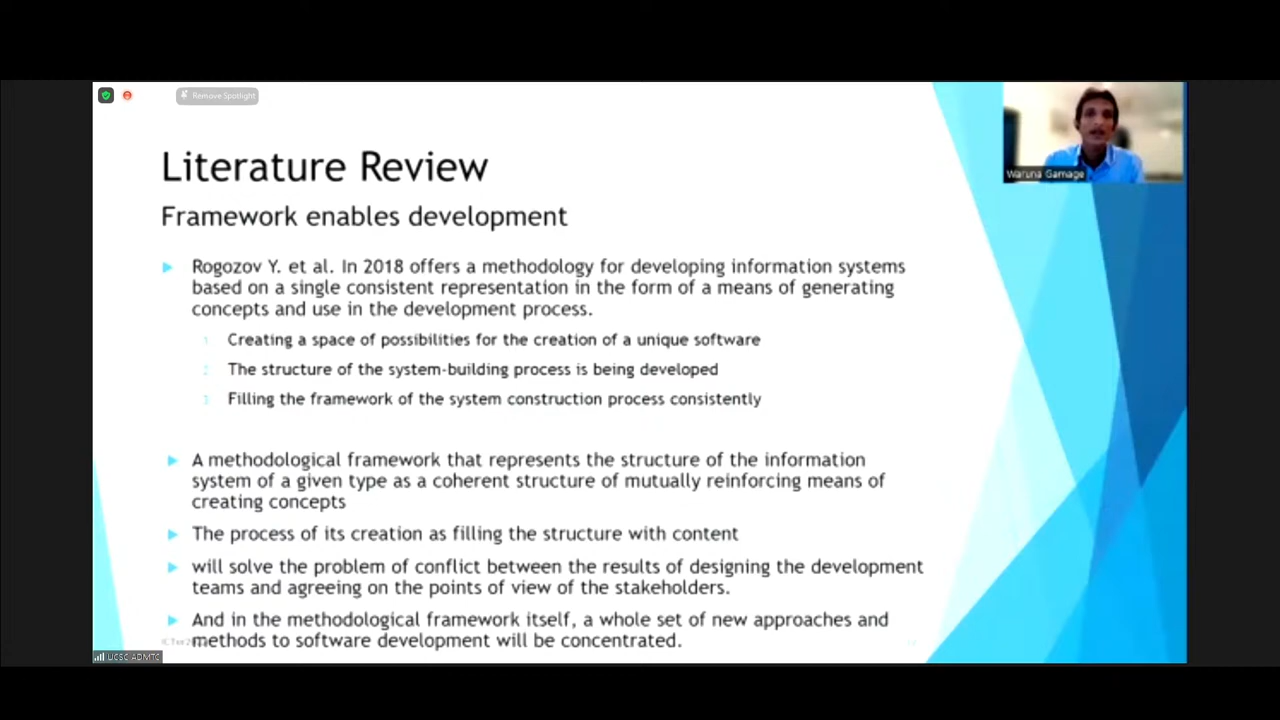 Remove Spotlight
Waruna Gamage
Literature Review
Framework enables development
Rogozov Y. et al. In 2018 offers a methodology for developing information systems
based on a single consistent representation in the form of a means of generating
concepts and use in the development process.
1. Creating a space of possibilities for the creation of a unique software
2. The structure of the system-building process is being developed
3. Filling the framework of the system construction process consistently
A methodological framework that represents the structure of the information
system of a given type as a coherent structure of mutually reinforcing means of
creating concepts
The process of its creation as filling the structure with content
will solve the problem of conflict between the results of designing the development
teams and agreeing on the points of view of the stakeholders.
And in the methodological framework itself, a whole set of new approaches and
methods to software development will be concentrated.
UCSC ADMTC